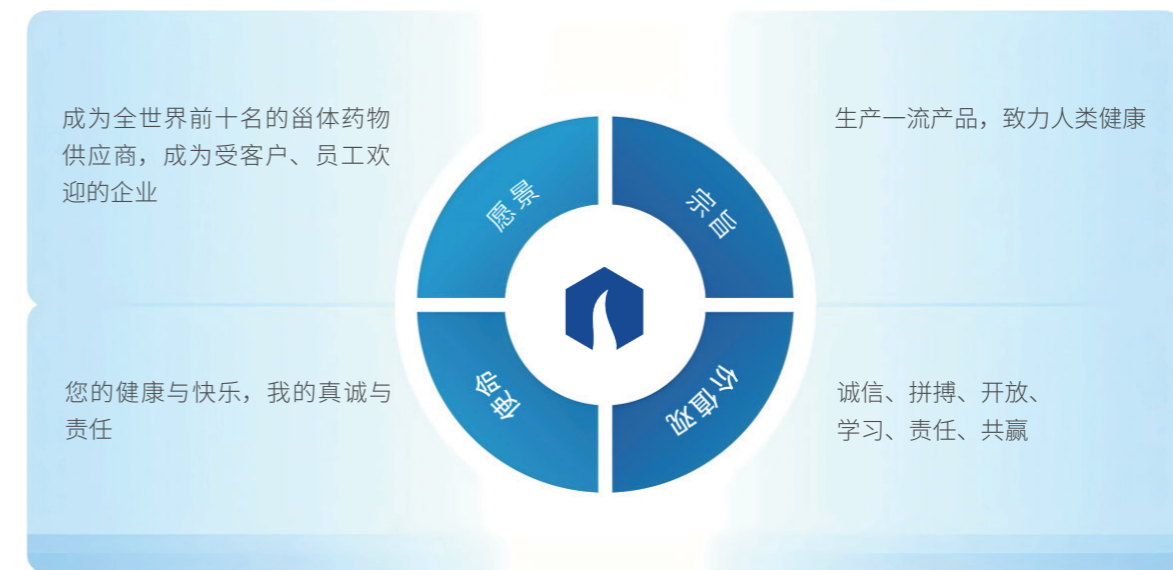 成为全世界前十名的甾体药物
供应商，成为受客户、员工欢
迎的企业
愿景
生产一流产品，致力人类健康
宗旨
您的健康与快乐，我的真诚与
责任
使命
诚信、拼搏、开放、
学习、责任、共赢
价值观